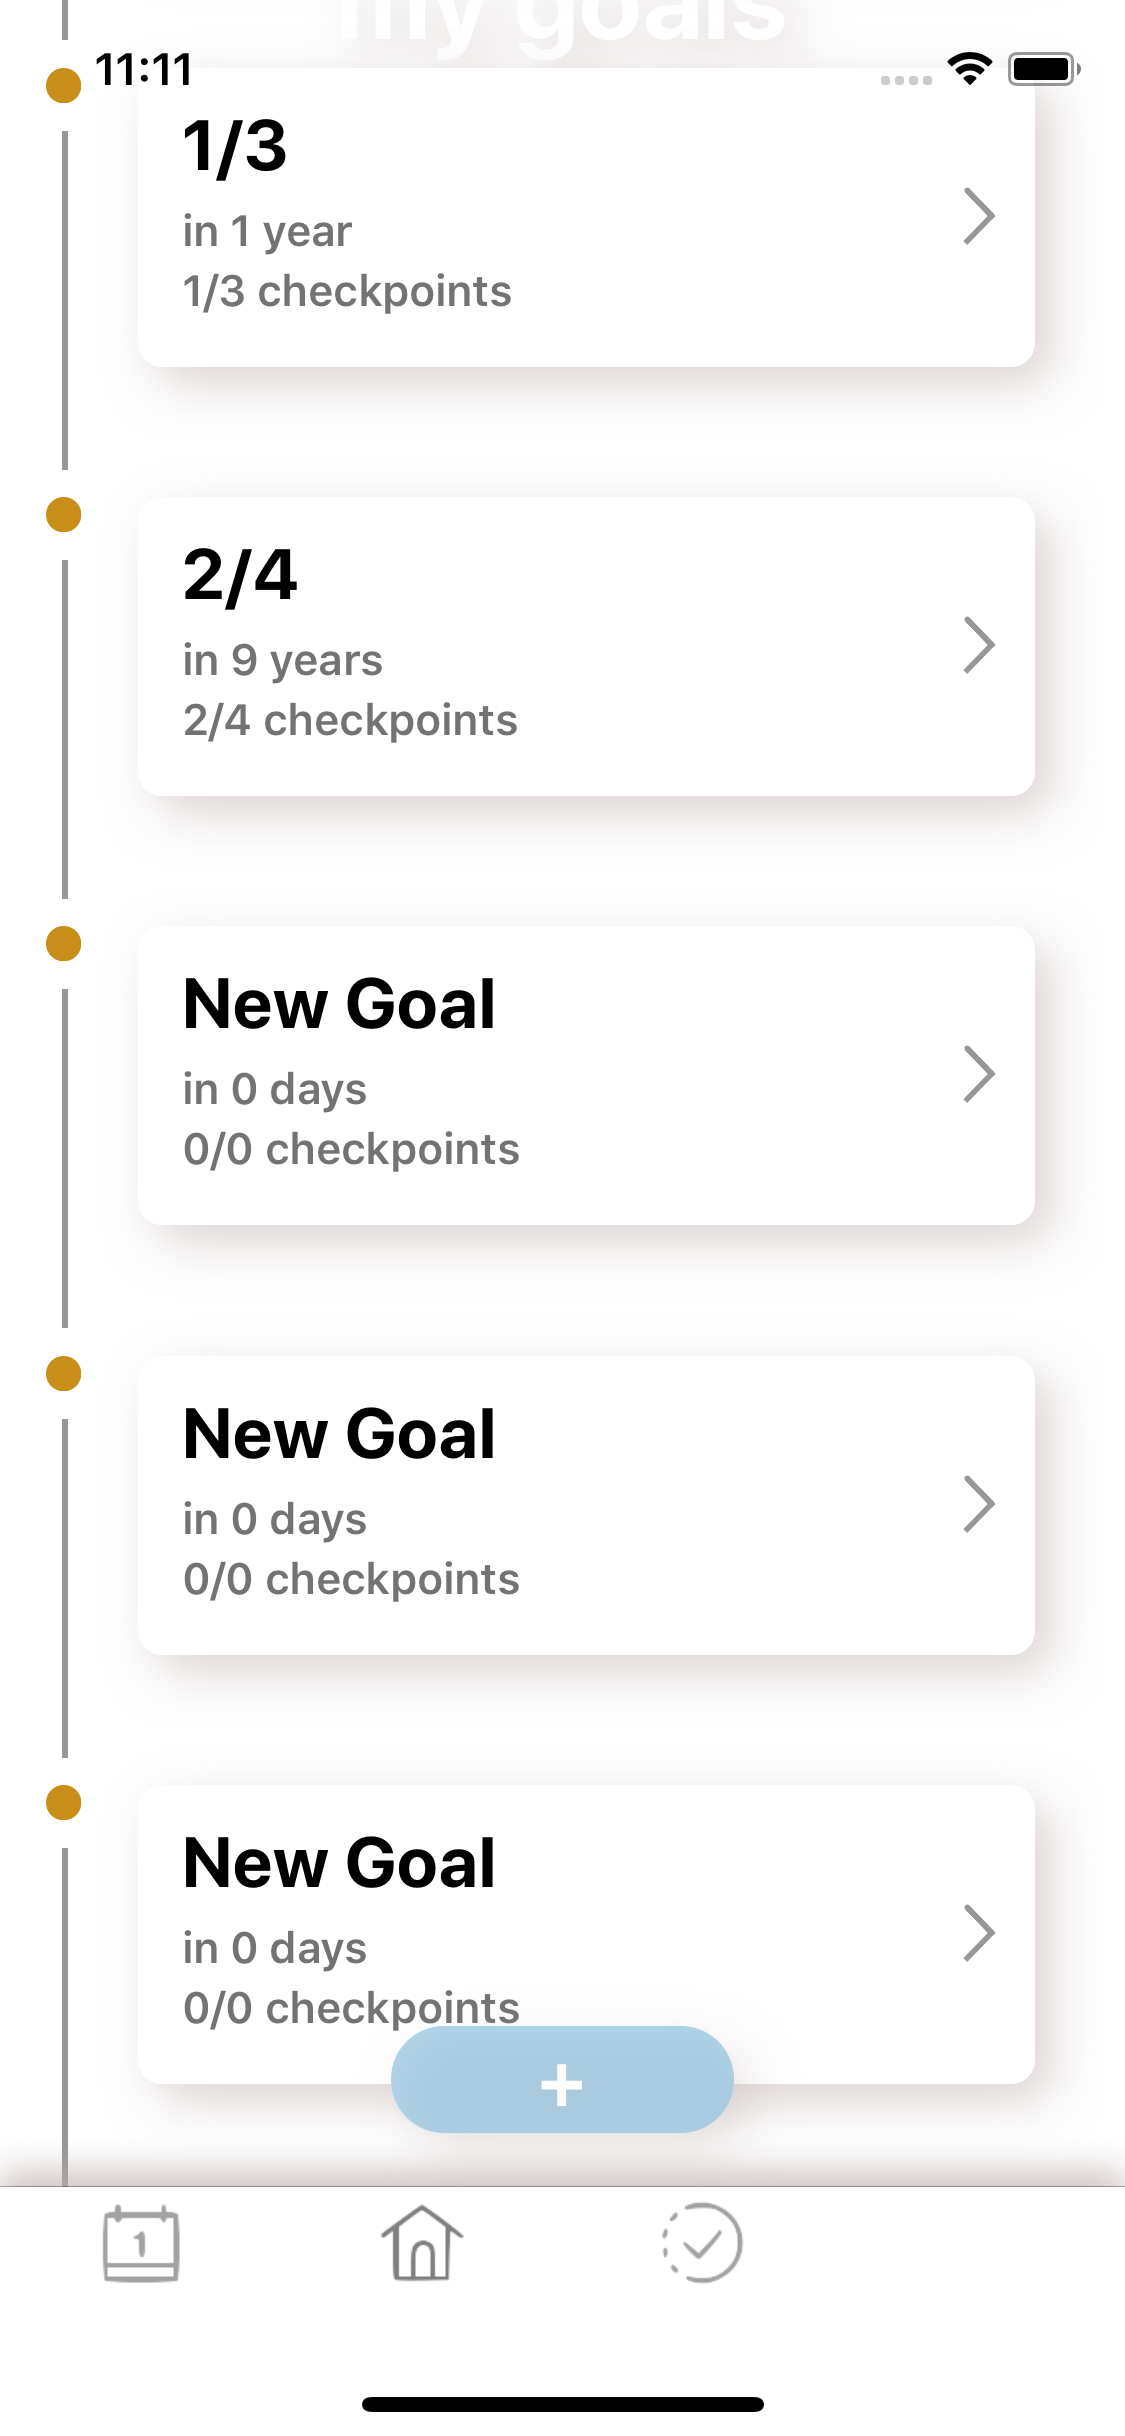 my goals
11:11
1/3
in 1 year
1/3 checkpoints
2/4
in 9 years
2/4 checkpoints
New Goal
in 0 days
0/0 checkpoints
New Goal
in 0 days
0/0 checkpoints
New Goal
in 0 days
0/0 checkpoints
+
1